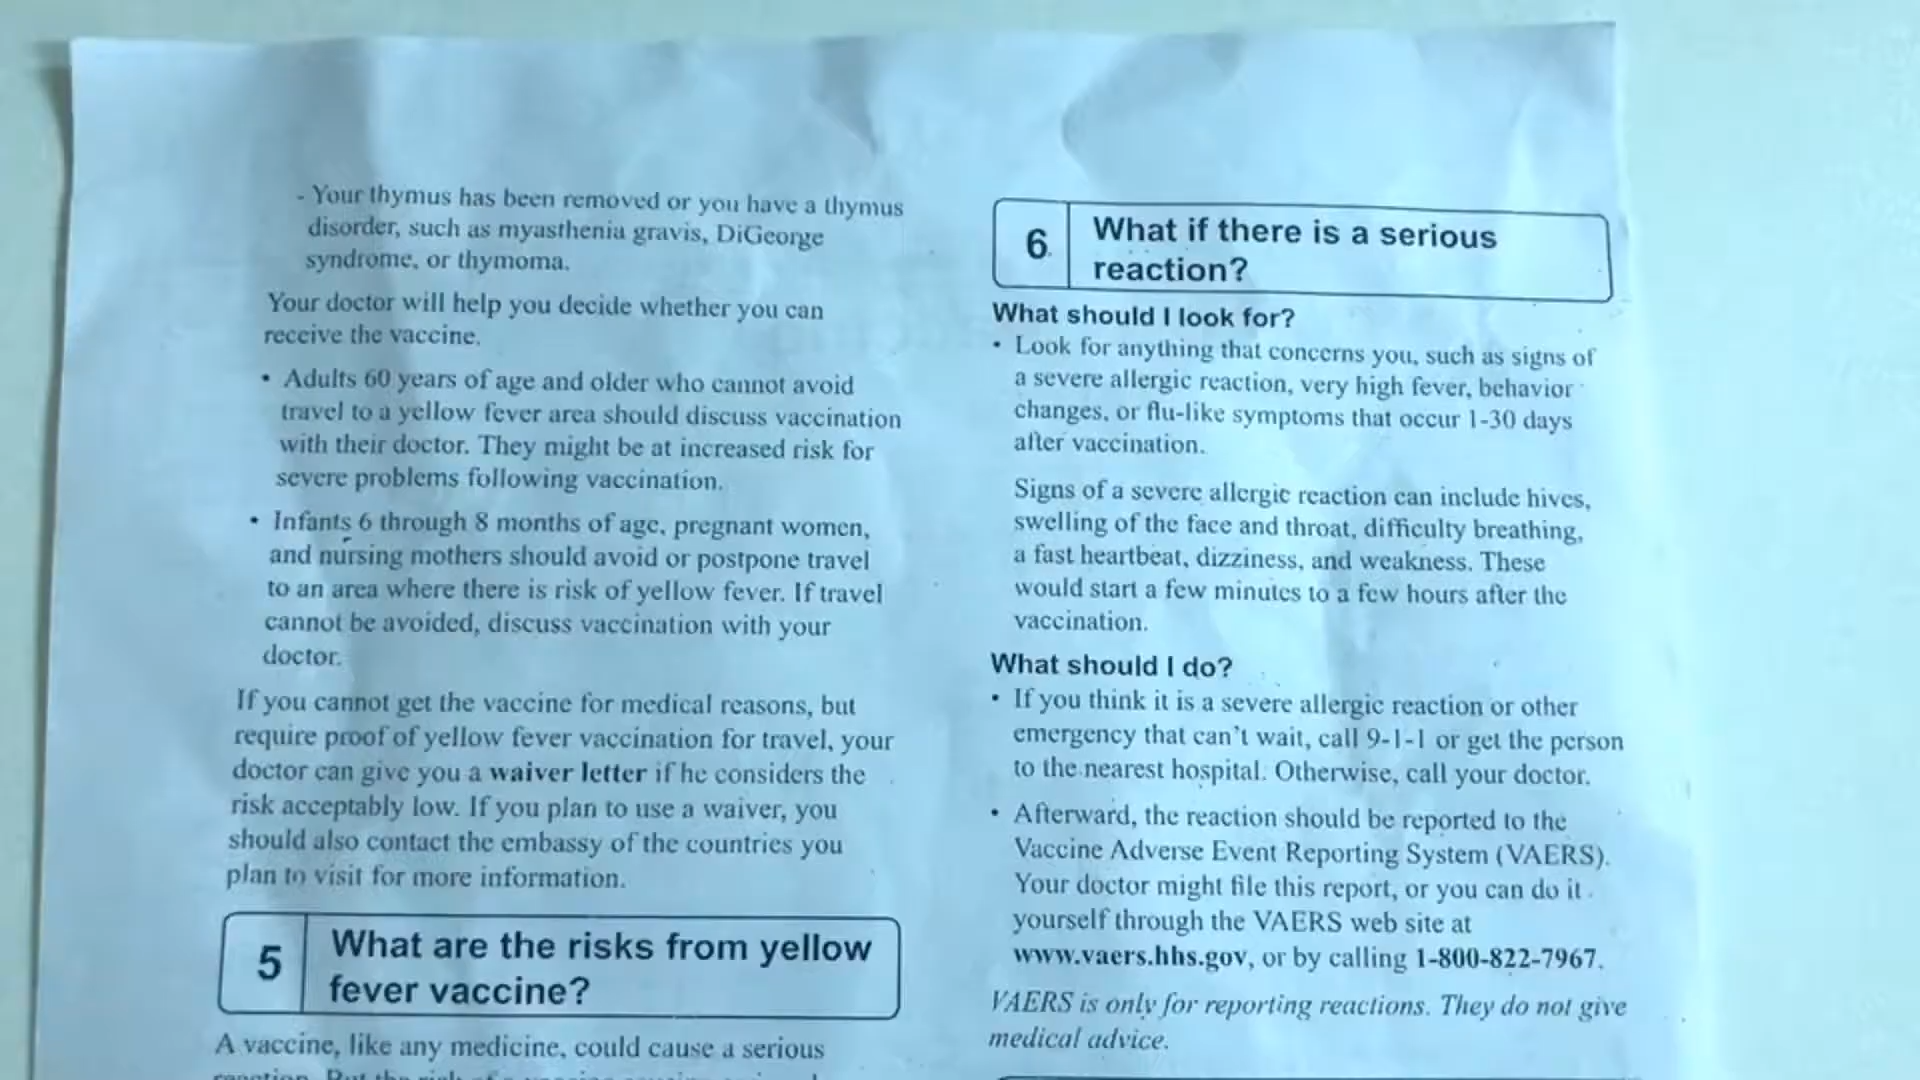 - Your thymus has been removed or you have a thymus
disorder, such as myasthenia gravis, DiGeorge
syndrome, or thymoma.
Your doctor will help you decide whether you can
receive the vaccine.
• Adults 60 years of age and older who cannot avoid
travel to a yellow fever area should discuss vaccination
with their doctor. They might be at increased risk for
severe problems following vaccination.
• Infants 6 through 8 months of age, pregnant women,
and nursing mothers should avoid or postpone travel
to an area where there is risk of yellow fever. If travel
cannot be avoided, discuss vaccination with your
doctor.
If you cannot get the vaccine for medical reasons, but
require proof of yellow fever vaccination for travel, your
doctor can give you a waiver letter if he considers the
risk acceptably low. If you plan to use a waiver, you
should also contact the embassy of the countries you
plan to visit for more information.
5 What are the risks from yellow
fever vaccine?
A vaccine, like any medicine, could cause a serious
reaction. But the risk of a vaccine
6 What if there is a serious
reaction?
What should I look for?
• Look for anything that concerns you, such as signs of
a severe allergic reaction, very high fever, behavior
changes, or flu-like symptoms that occur 1-30 days
after vaccination.
Signs of a severe allergic reaction can include hives,
swelling of the face and throat, difficulty breathing,
a fast heartbeat, dizziness, and weakness. These
would start a few minutes to a few hours after the
vaccination.
What should I do?
• If you think it is a severe allergic reaction or other
emergency that can't wait, call 9-1-1 or get the person
to the nearest hospital. Otherwise, call your doctor.
• Afterward, the reaction should be reported to the
Vaccine Adverse Event Reporting System (VAERS).
Your doctor might file this report, or you can do it
yourself through the VAERS web site at
www.vaers.hhs.gov, or by calling 1-800-822-7967.
VAERS is only for reporting reactions. They do not give
medical advice.